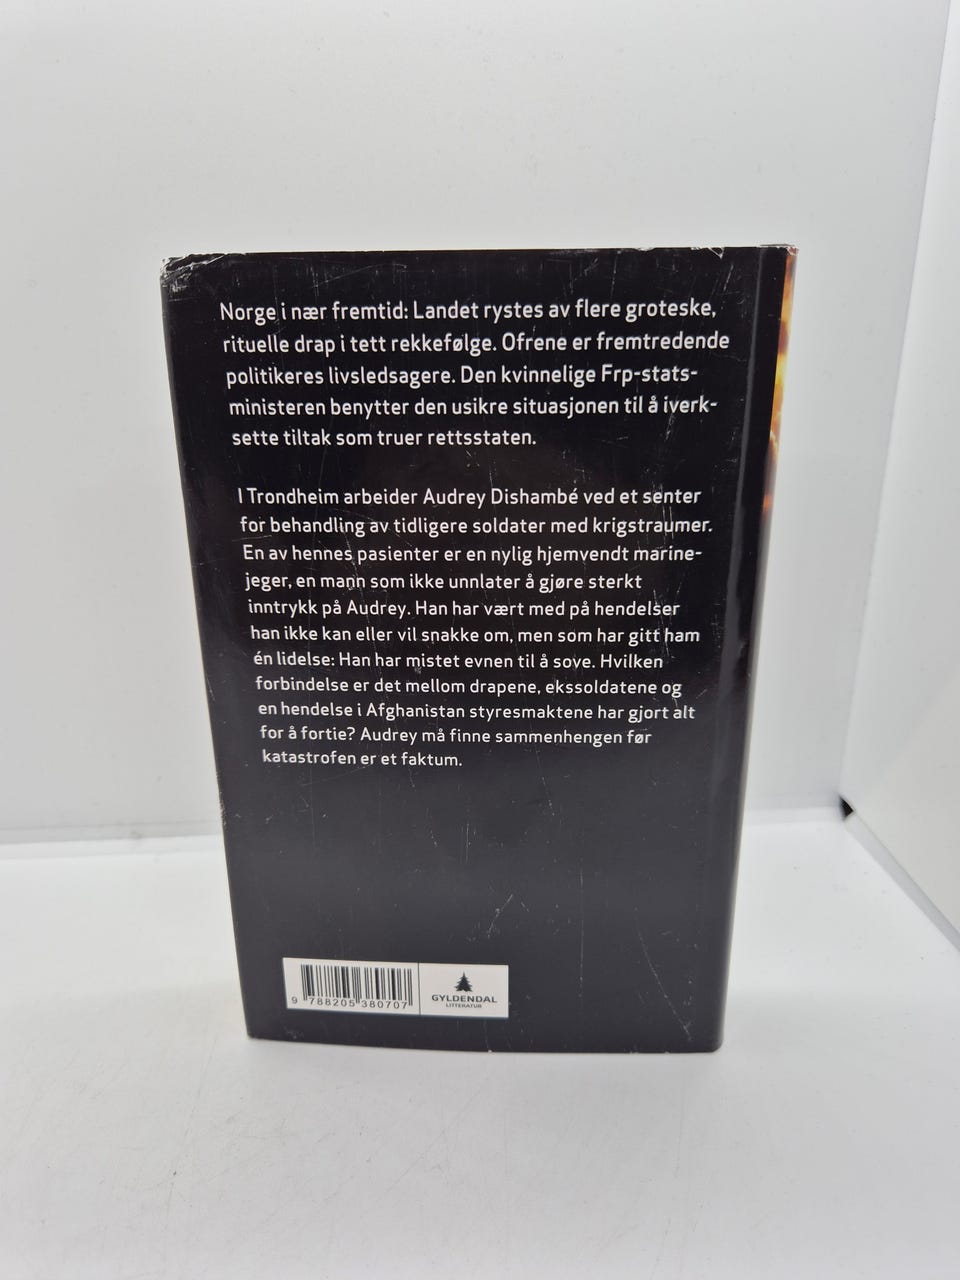 Norge i nær fremtid: Landet rystes av flere groteske,
rituelle drap i tett rekkefølge. Ofrene er fremtredende
politikeres livsledsagere. Den kvinnelige Frp-stats-
ministeren benytter den usikre situasjonen til å iverk-
sette tiltak som truer rettsstaten.
I Trondheim arbeider Audrey Dishambé ved et senter
for behandling av tidligere soldater med krigstraumer.
En av hennes pasienter er en nylig hjemvendt marine-
jeger, en mann som ikke unnlater å gjøre sterkt
inntrykk på Audrey. Han har vært med på hendelser
han ikke kan eller vil snakke om, men som har gitt ham
én lidelse: Han har mistet evnen til å sove. Hvilken
forbindelse er det mellom drapene, ekssoldatene og
en hendelse i Afghanistan styresmaktene har gjort alt
for å fortie? Audrey må finne sammenhengen før
katastrofen er et faktum.
9 788205 380707
GYLDENDAL
LITTERATUR